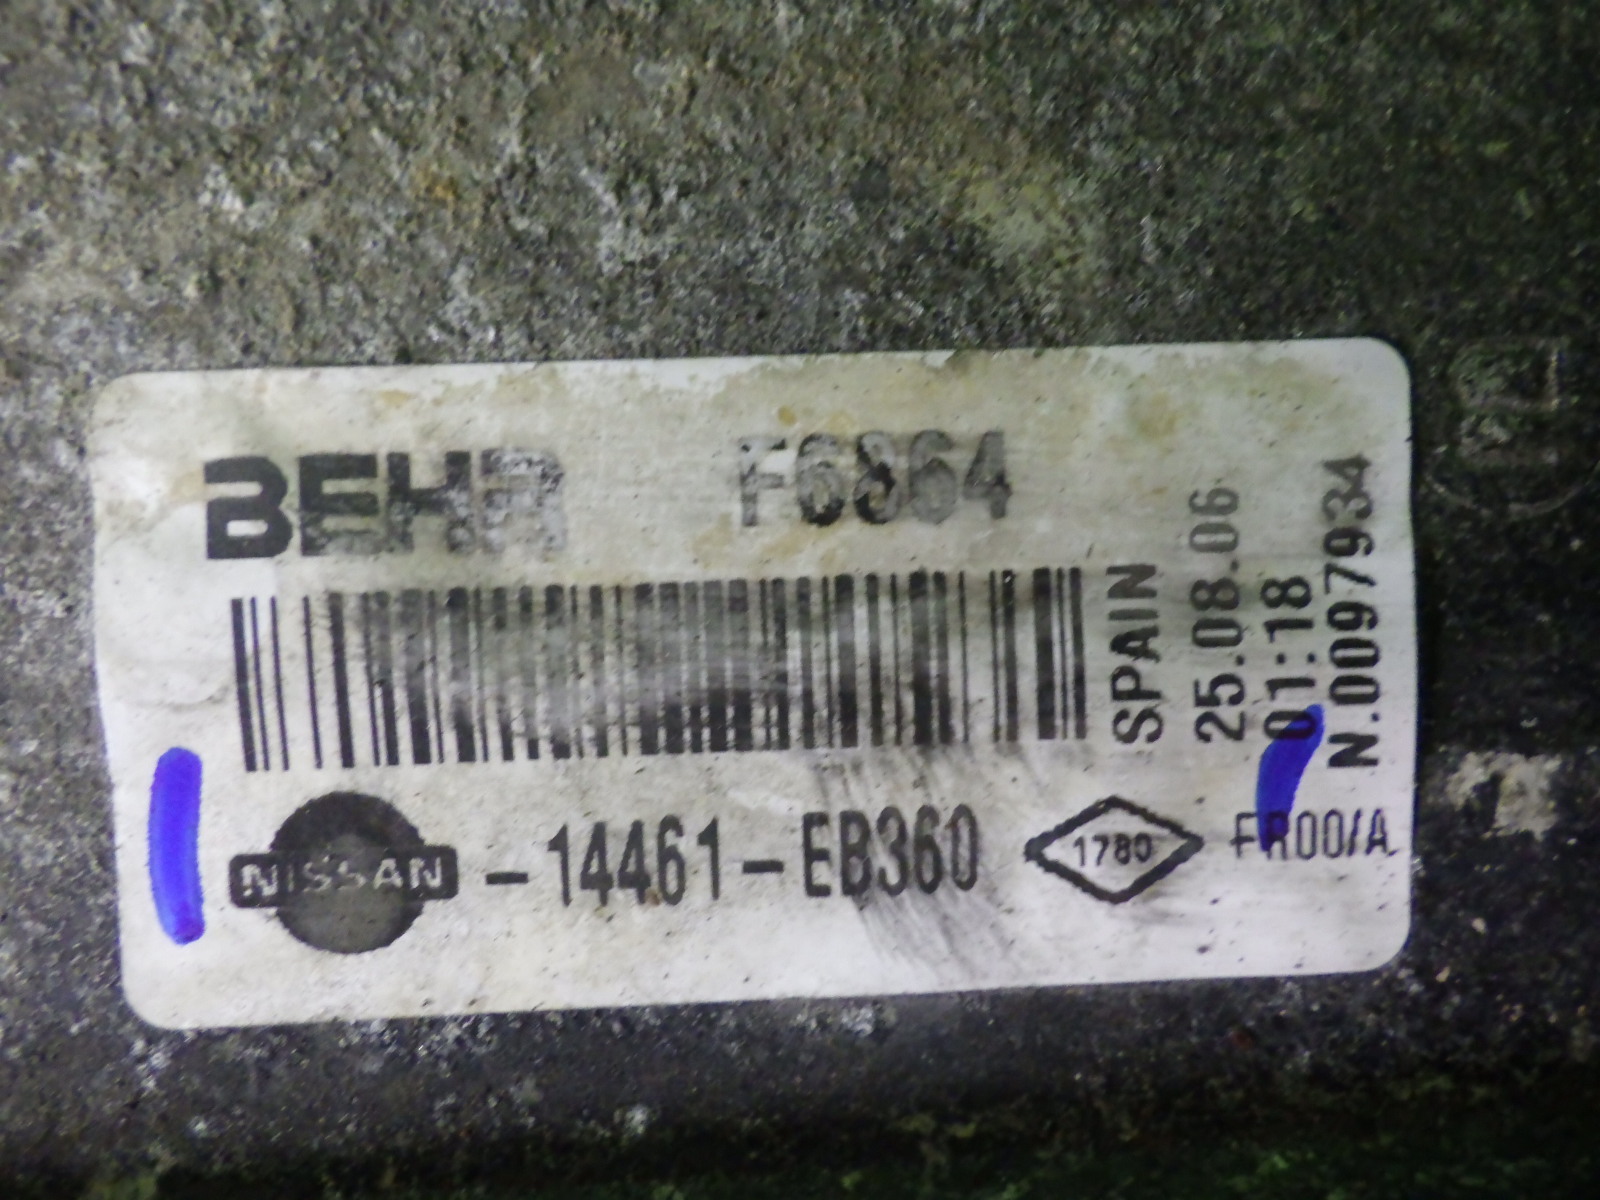 BEHR F6864
SPAIN
25.08.06
01:18
N.0097934
NISSAN -14461-EB360 1780 FR00/A